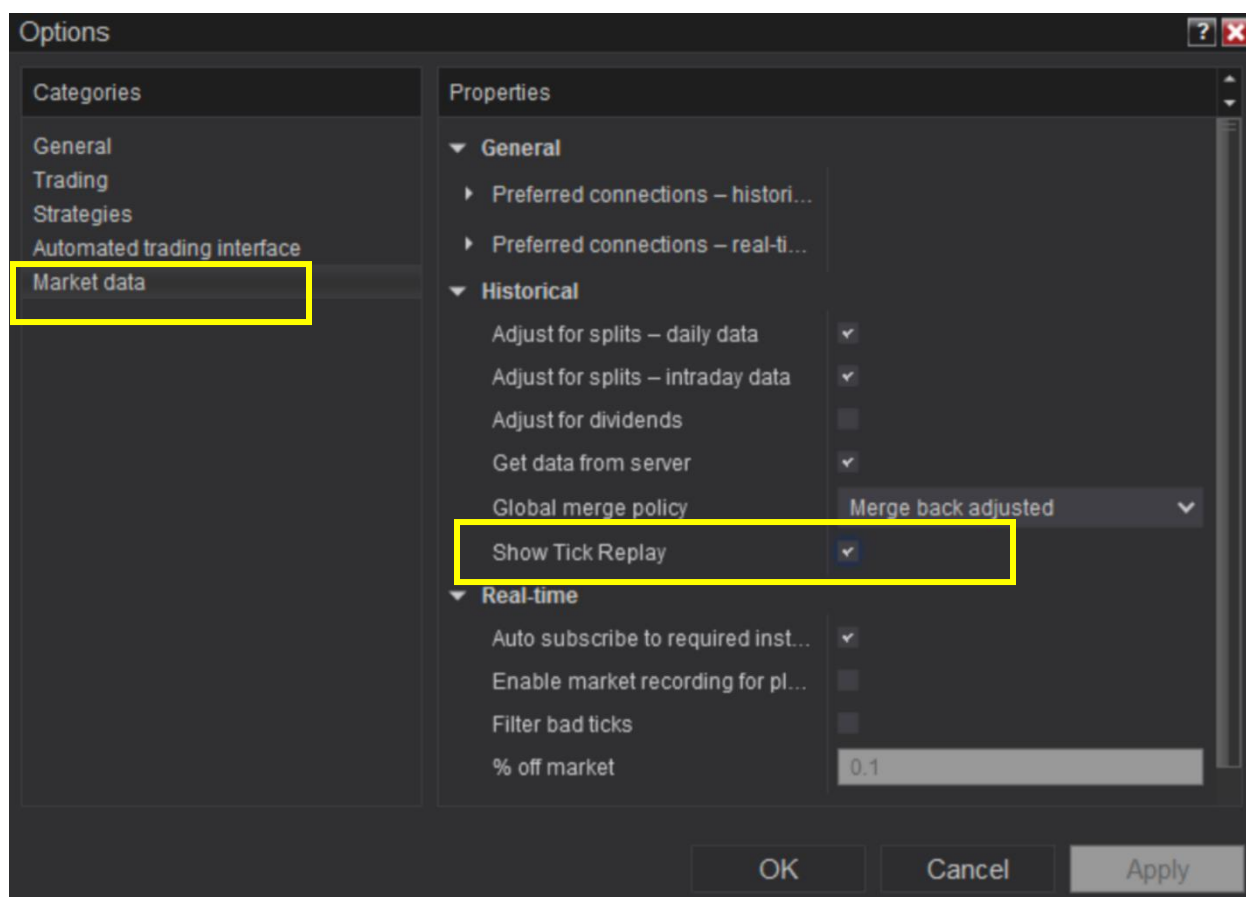 Options
?
Categories
Properties
General
Trading
Strategies
Automated trading interface
Market data
General
Preferred connections – histori...
Preferred connections – real-ti...
Historical
Adjust for splits – daily data
Adjust for splits – intraday data
Adjust for dividends
Get data from server
Global merge policy Merge back adjusted
Show Tick Replay
Real-time
Auto subscribe to required inst...
Enable market recording for pl...
Filter bad ticks
% off market 0.1
OK Cancel Apply